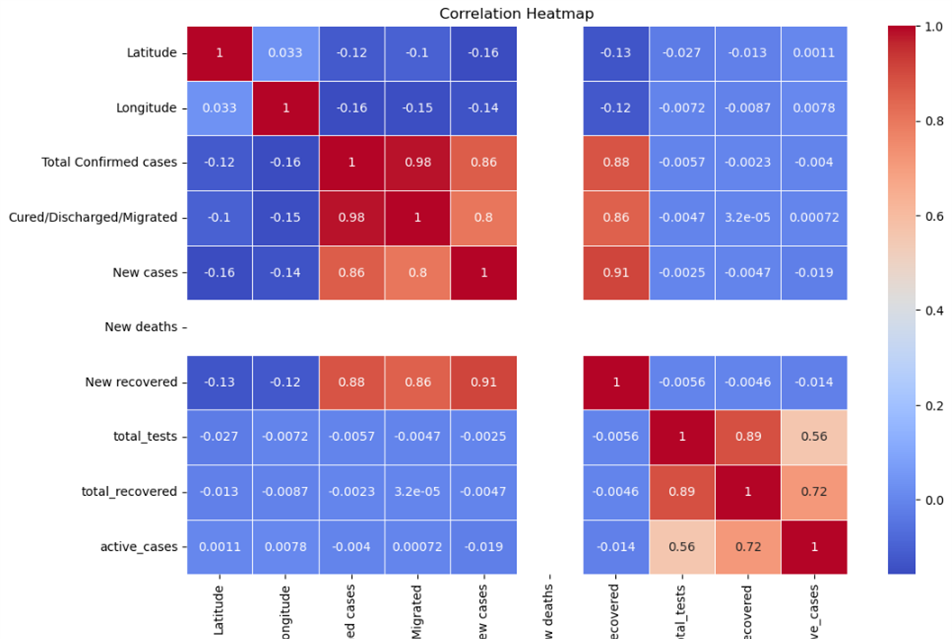 Correlation Heatmap
Latitude 1 0.033 -0.12 -0.1 -0.16 -0.13 -0.027 -0.013 0.0011
Longitude 0.033 1 -0.16 -0.15 -0.14 -0.12 -0.0072 -0.0087 0.0078
Total Confirmed cases -0.12 -0.16 1 0.98 0.86 0.88 -0.0057 -0.0023 -0.004
Cured/Discharged/Migrated -0.1 -0.15 0.98 1 0.8 0.86 -0.0047 3.2e-05 0.00072
New cases -0.16 -0.14 0.86 0.8 1 0.91 -0.0025 -0.0047 -0.019
New deaths
New recovered -0.13 -0.12 0.88 0.86 0.91 1 -0.0056 -0.0046 -0.014
total_tests -0.027 -0.0072 -0.0057 -0.0047 -0.0025 -0.0056 1 0.89 0.56
total_recovered -0.013 -0.0087 -0.0023 3.2e-05 -0.0047 -0.0046 0.89 1 0.72
active_cases 0.0011 0.0078 -0.004 0.00072 -0.019 -0.014 0.56 0.72 1
Latitude
ongitude
ed cases
Migrated
ew cases
w deaths
ecovered
tal_tests
ecovered
ve_cases
1.0
0.8
0.6
0.4
0.2
0.0